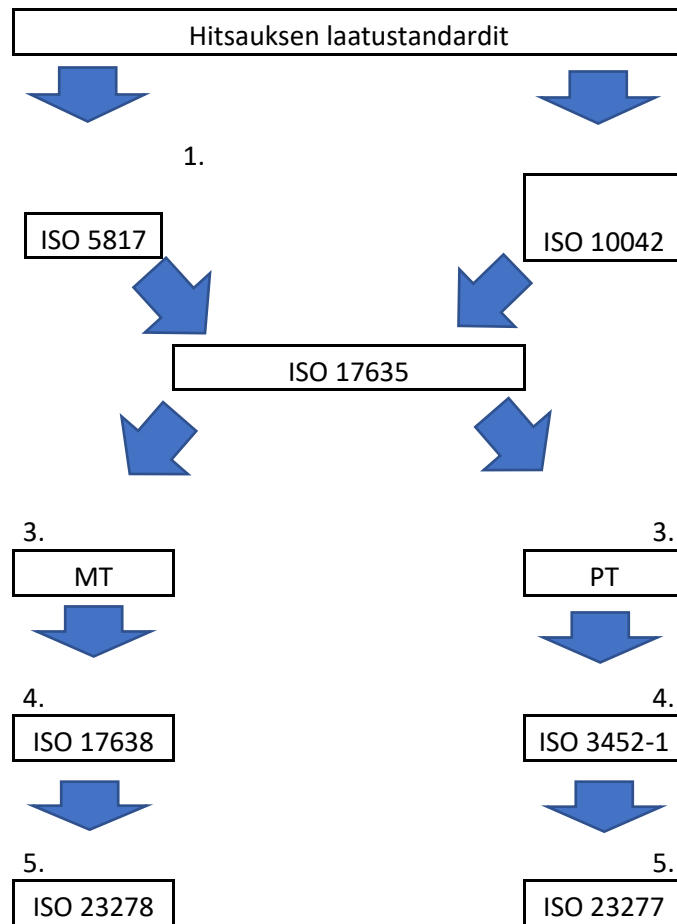 Hitsauksen laatustandardit
1.
ISO 5817
ISO 10042
ISO 17635
3.
3.
MT
PT
4.
4.
ISO 17638
ISO 3452-1
5.
5.
ISO 23278
ISO 23277